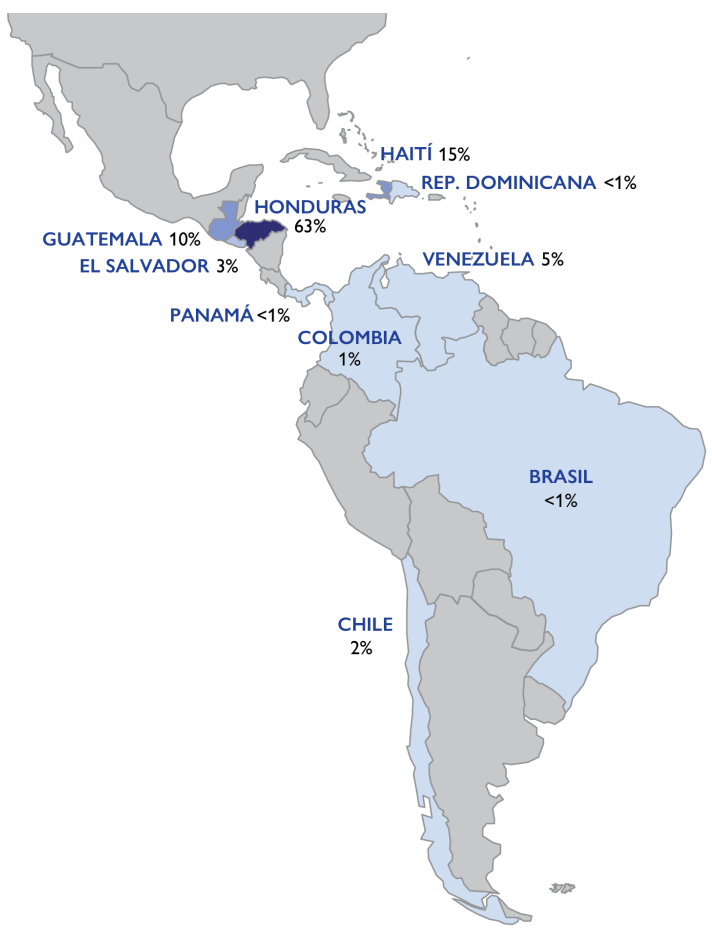 HAITÍ 15%
REP. DOMINICANA <1%
HONDURAS
63%
GUATEMALA 10%
EL SALVADOR 3%
VENEZUELA 5%
PANAMÁ <1%
COLOMBIA
1%
BRASIL
<1%
CHILE
2%